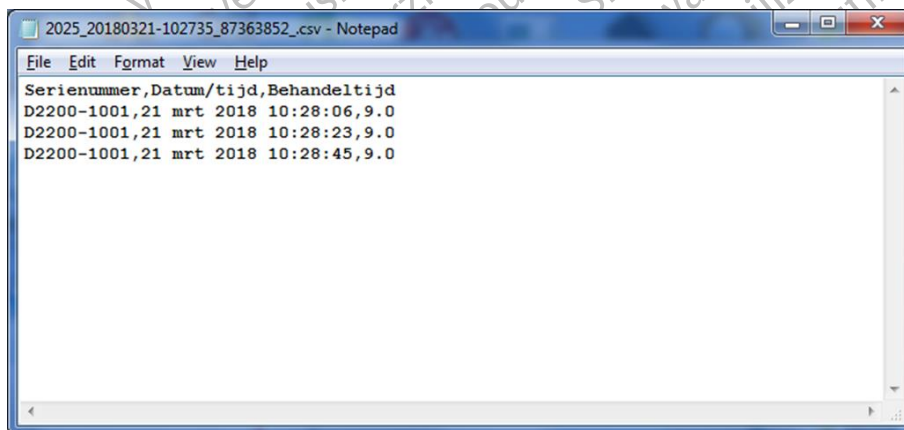 2025_20180321-102735_87363852_.csv - Notepad
File Edit Format View Help
Serienummer,Datum/tijd,Behandeltijd
D2200-1001,21 mrt 2018 10:28:06,9.0
D2200-1001,21 mrt 2018 10:28:23,9.0
D2200-1001,21 mrt 2018 10:28:45,9.0